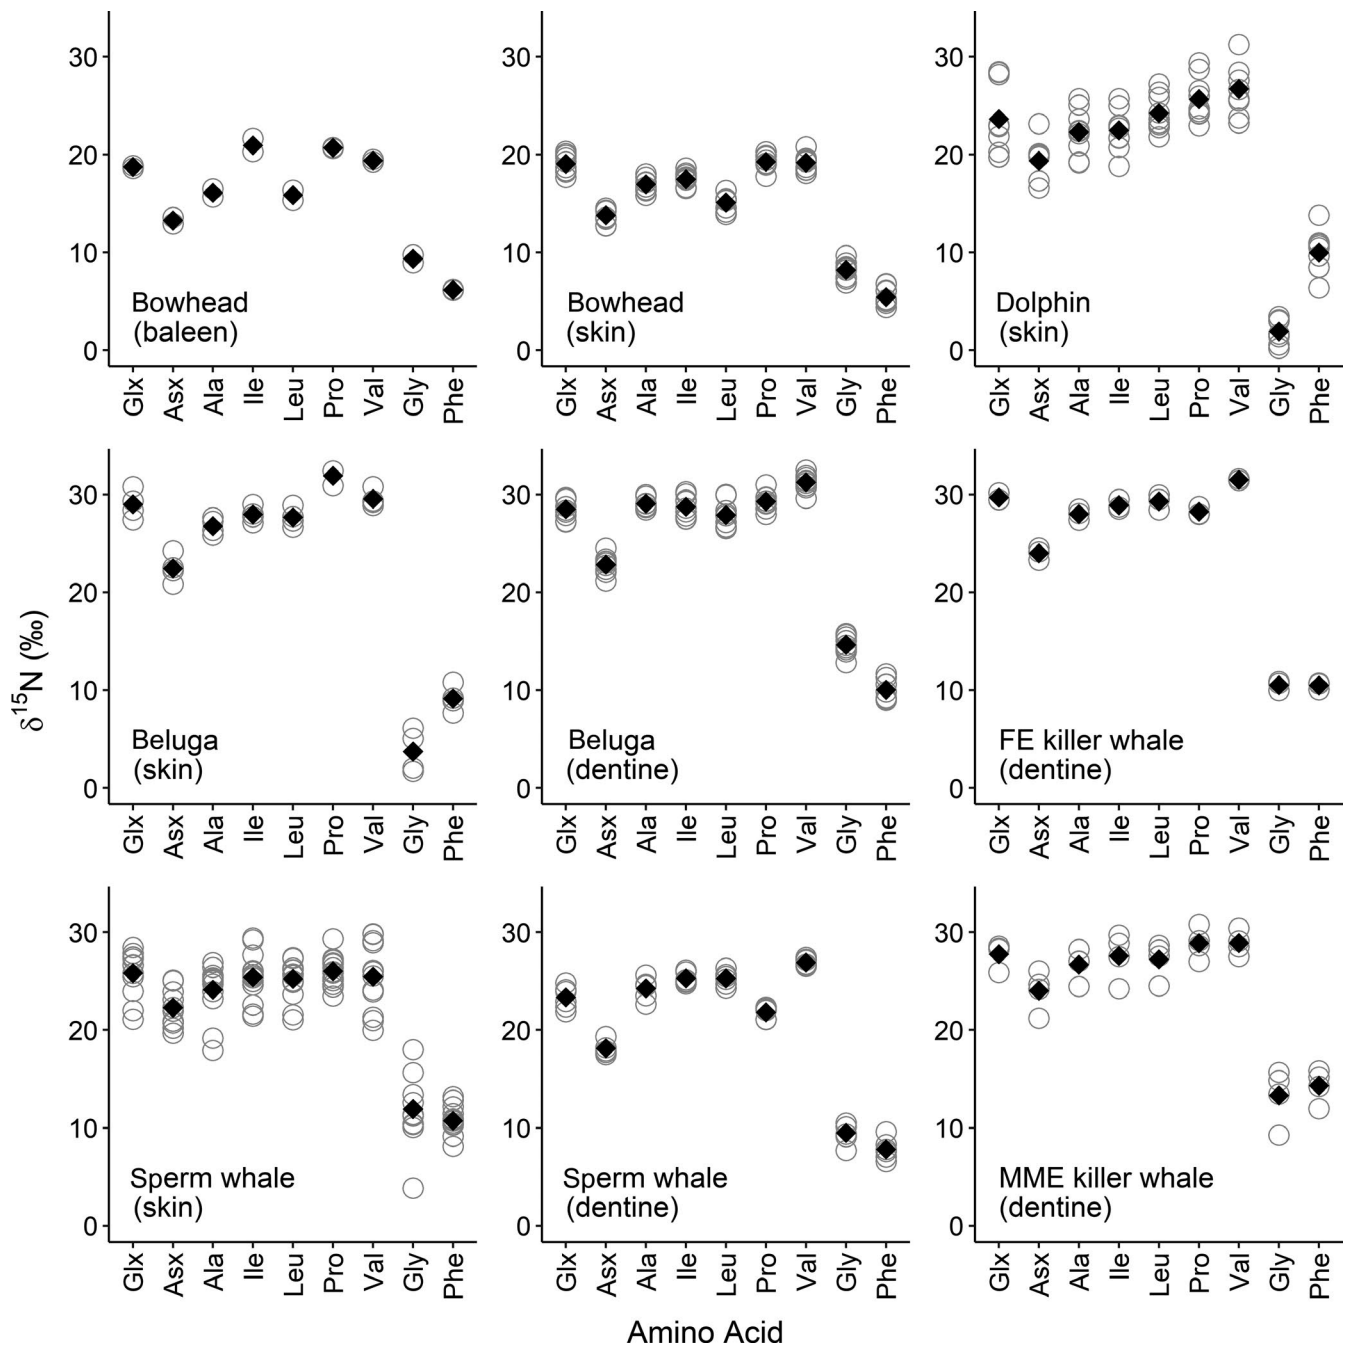 30
20
10
0
Bowhead
(baleen)
Glx Asx Ala Ile Leu Pro Val Gly Phe
30
20
10
0
Bowhead
(skin)
Glx Asx Ala Ile Leu Pro Val Gly Phe
30
20
10
0
Dolphin
(skin)
Glx Asx Ala Ile Leu Pro Val Gly Phe
δ¹⁵N (‰)
30
20
10
0
Beluga
(skin)
Glx Asx Ala Ile Leu Pro Val Gly Phe
30
20
10
0
Beluga
(dentine)
Glx Asx Ala Ile Leu Pro Val Gly Phe
30
20
10
0
FE killer whale
(dentine)
Glx Asx Ala Ile Leu Pro Val Gly Phe
30
20
10
0
Sperm whale
(skin)
Glx Asx Ala Ile Leu Pro Val Gly Phe
30
20
10
0
Sperm whale
(dentine)
Glx Asx Ala Ile Leu Pro Val Gly Phe
30
20
10
0
MME killer whale
(dentine)
Glx Asx Ala Ile Leu Pro Val Gly Phe
Amino Acid